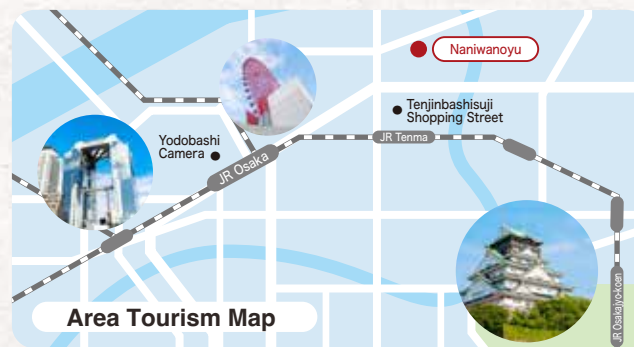 Naniwanoyu
Tenjinbashisuji
Shopping Street
JR Tenma
Yodobashi
Camera
JR Osaka
JR Osakajyo-koen
Area Tourism Map